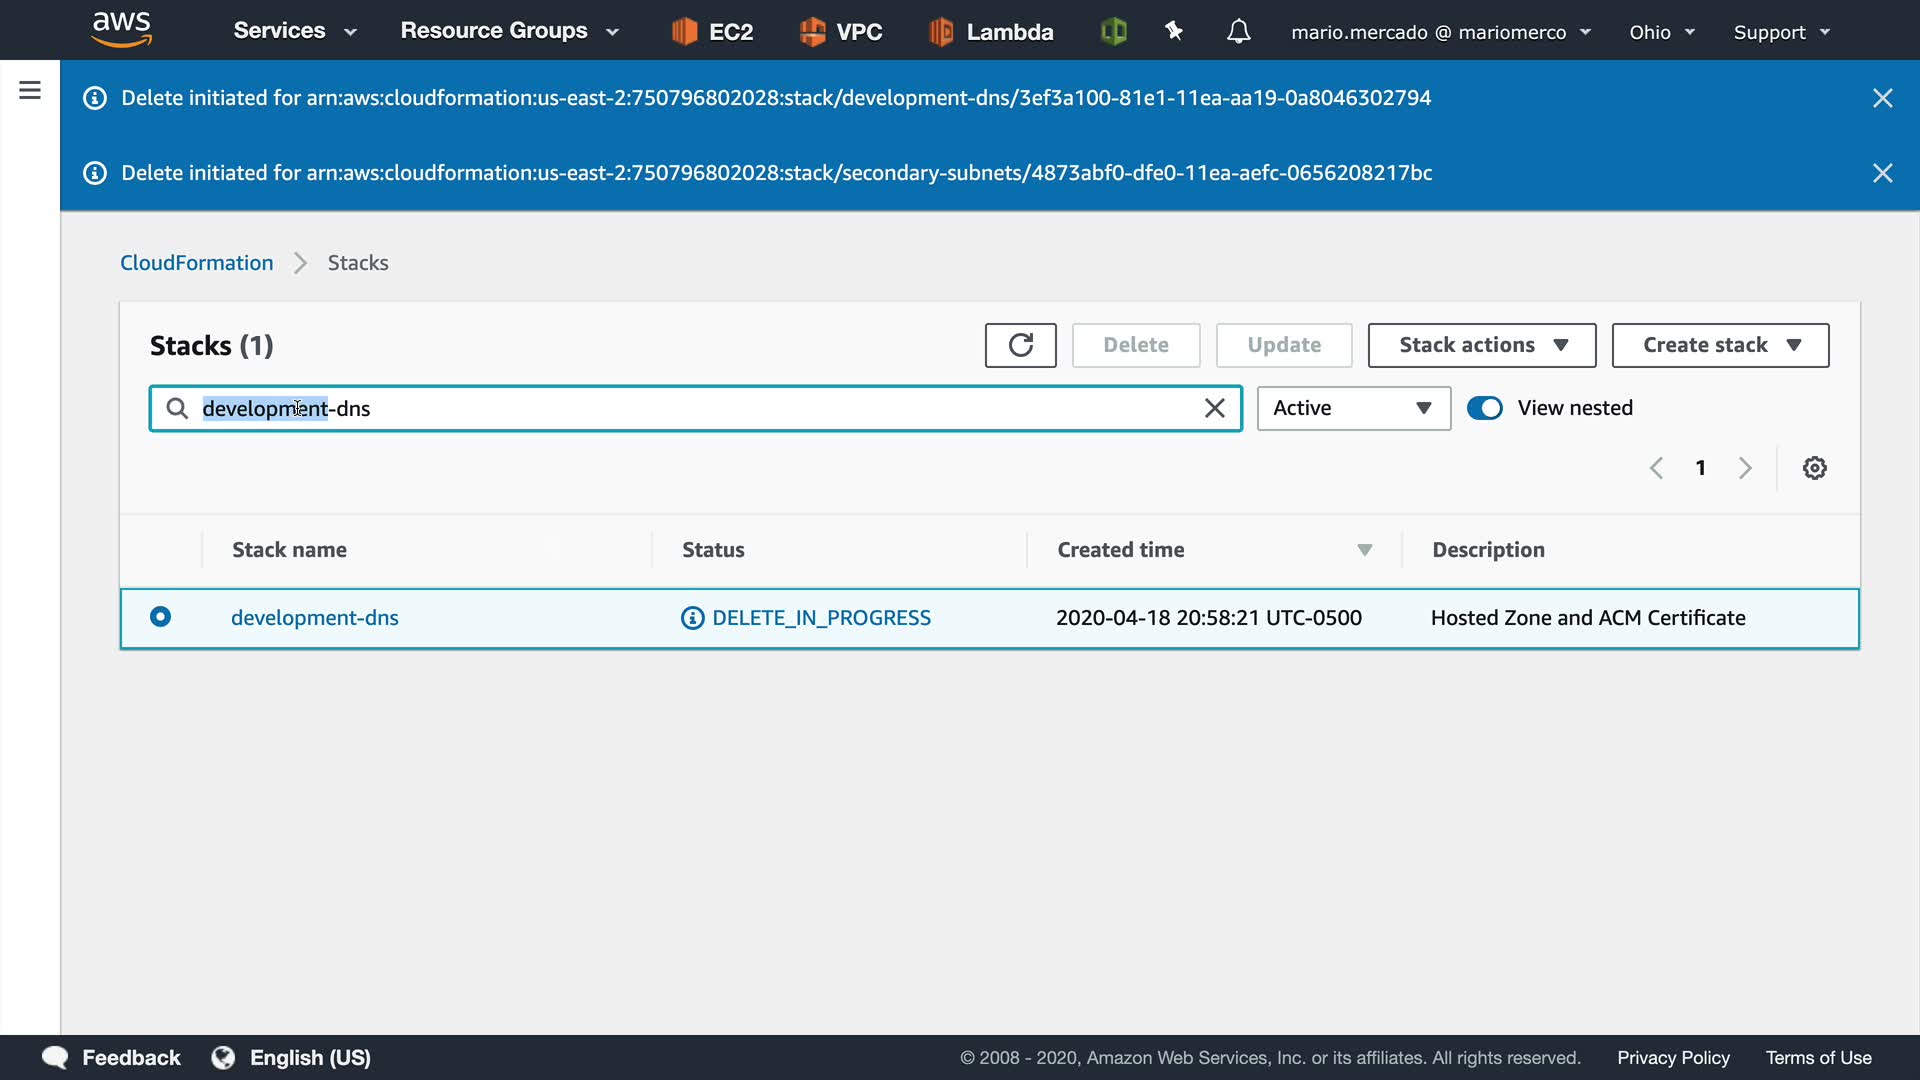 aws Services Resource Groups EC2 VPC Lambda mario.mercado @ mariomerco Ohio Support
Delete initiated for arn:aws:cloudformation:us-east-2:750796802028:stack/development-dns/3ef3a100-81e1-11ea-aa19-0a8046302794
Delete initiated for arn:aws:cloudformation:us-east-2:750796802028:stack/secondary-subnets/4873abf0-dfe0-11ea-aefc-0656208217bc
CloudFormation Stacks
Stacks (1) Delete Update Stack actions Create stack
development-dns Active View nested
1
Stack name Status Created time Description
development-dns DELETE_IN_PROGRESS 2020-04-18 20:58:21 UTC-0500 Hosted Zone and ACM Certificate
Feedback English (US) © 2008 - 2020, Amazon Web Services, Inc. or its affiliates. All rights reserved. Privacy Policy Terms of Use